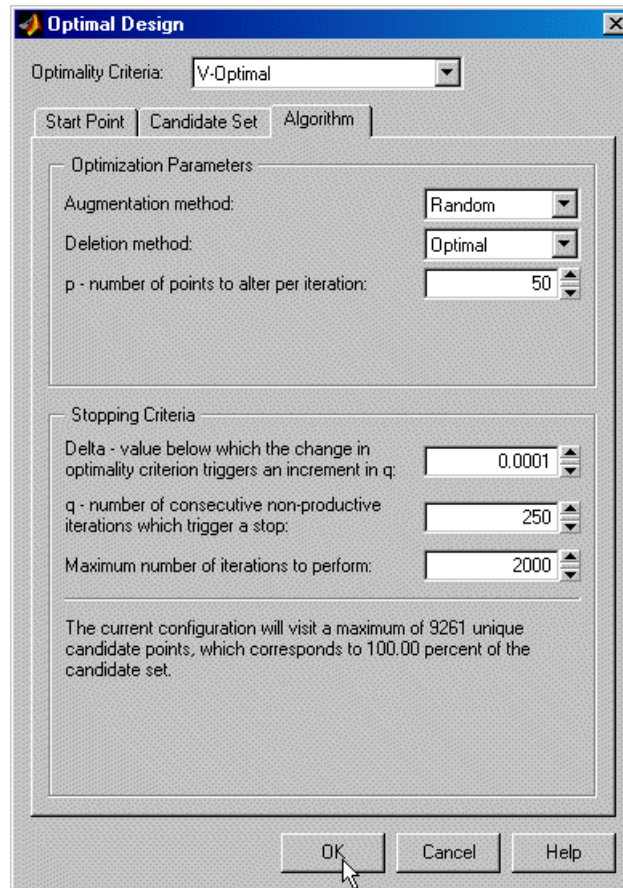 Optimal Design
Optimality Criteria: V-Optimal
Start Point Candidate Set Algorithm
Optimization Parameters
Augmentation method: Random
Deletion method: Optimal
p - number of points to alter per iteration: 50
Stopping Criteria
Delta - value below which the change in
optimality criterion triggers an increment in q: 0.0001
q - number of consecutive non-productive
iterations which trigger a stop: 250
Maximum number of iterations to perform: 2000
The current configuration will visit a maximum of 9261 unique
candidate points, which corresponds to 100.00 percent of the
candidate set.
OK Cancel Help